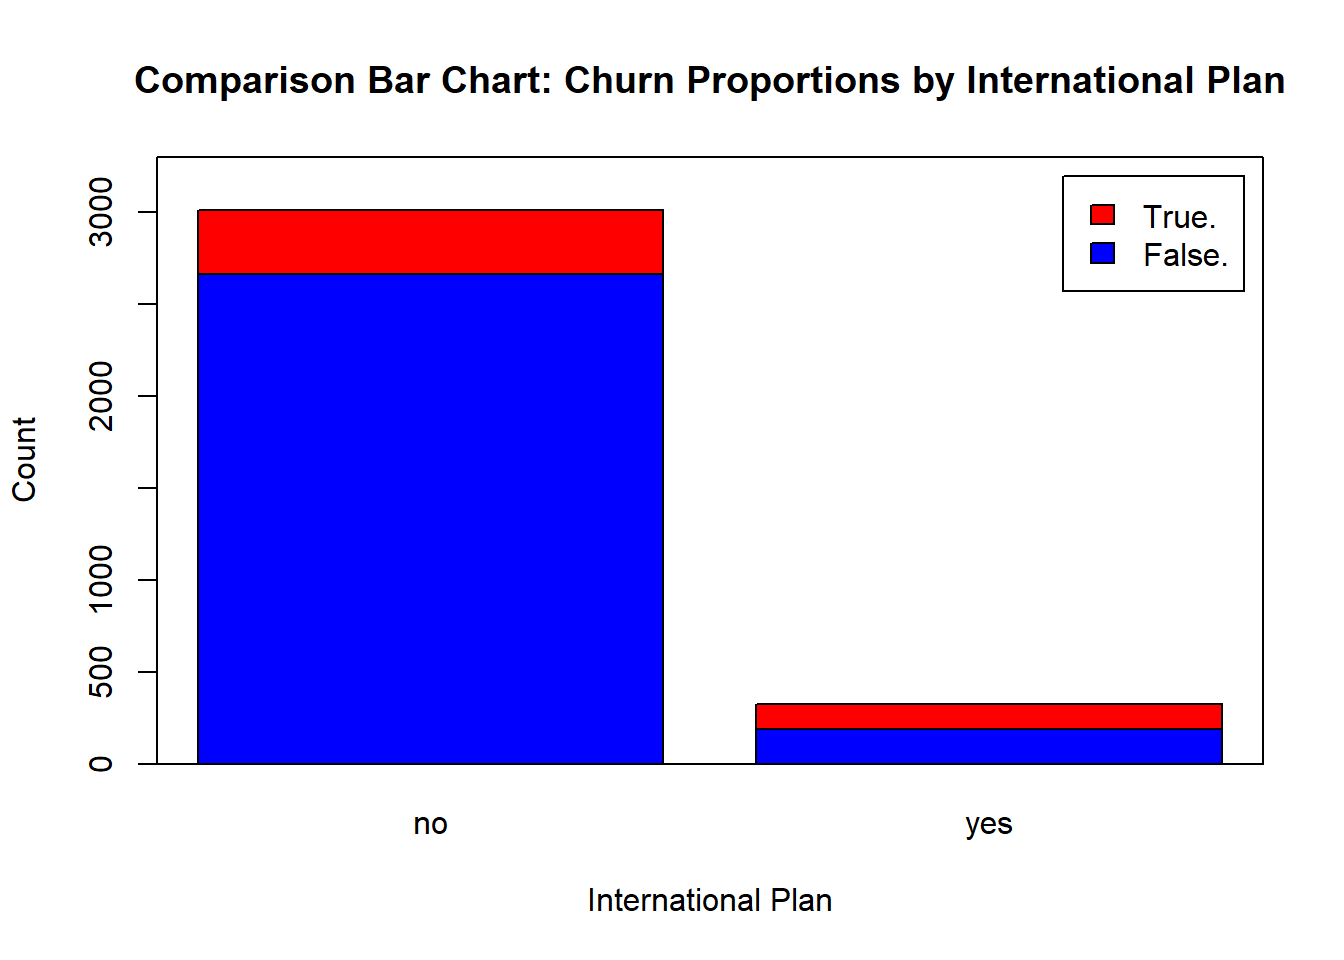 Comparison Bar Chart: Churn Proportions by International Plan
True.
False.
3000
2000
1000
500
0
Count
no
yes
International Plan